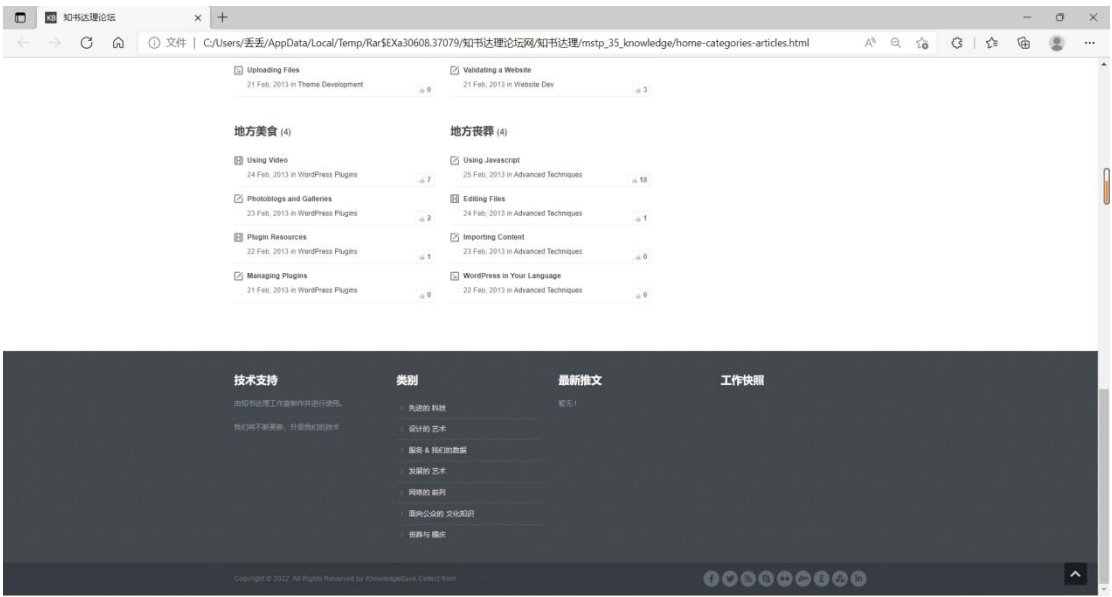 KB 知书达理论坛
文件 | C:/Users/丢丢/AppData/Local/Temp/Rar$EXa30608.37079/知书达理论坛网/知书达理/mstp_35_knowledge/home-categories-articles.html
Uploading Files
21 Feb, 2013 in Theme Development
0
Validating a Website
21 Feb, 2013 in Website Dev
3
地方美食 (4)
Using Video
24 Feb, 2013 in WordPress Plugins
7
Photoblogs and Galleries
23 Feb, 2013 in WordPress Plugins
2
Plugin Resources
22 Feb, 2013 in WordPress Plugins
1
Managing Plugins
21 Feb, 2013 in WordPress Plugins
0
地方丧葬 (4)
Using Javascript
25 Feb, 2013 in Advanced Techniques
18
Editing Files
24 Feb, 2013 in Advanced Techniques
1
Importing Content
23 Feb, 2013 in Advanced Techniques
0
WordPress in Your Language
22 Feb, 2013 in Advanced Techniques
6
技术支持
由知书达理工作室制作并进行使用。
我们将不断更新、升级我们的技术
类别
先进的 科技
设计的 艺术
服务 & 我们的数据
发展的 艺术
网络的 前列
面向公众的 文化知识
丧葬与 婚庆
最新推文
暂无！
工作快照
Copyright © 2022. All Rights Reserved by KnowledgeBase Collect from